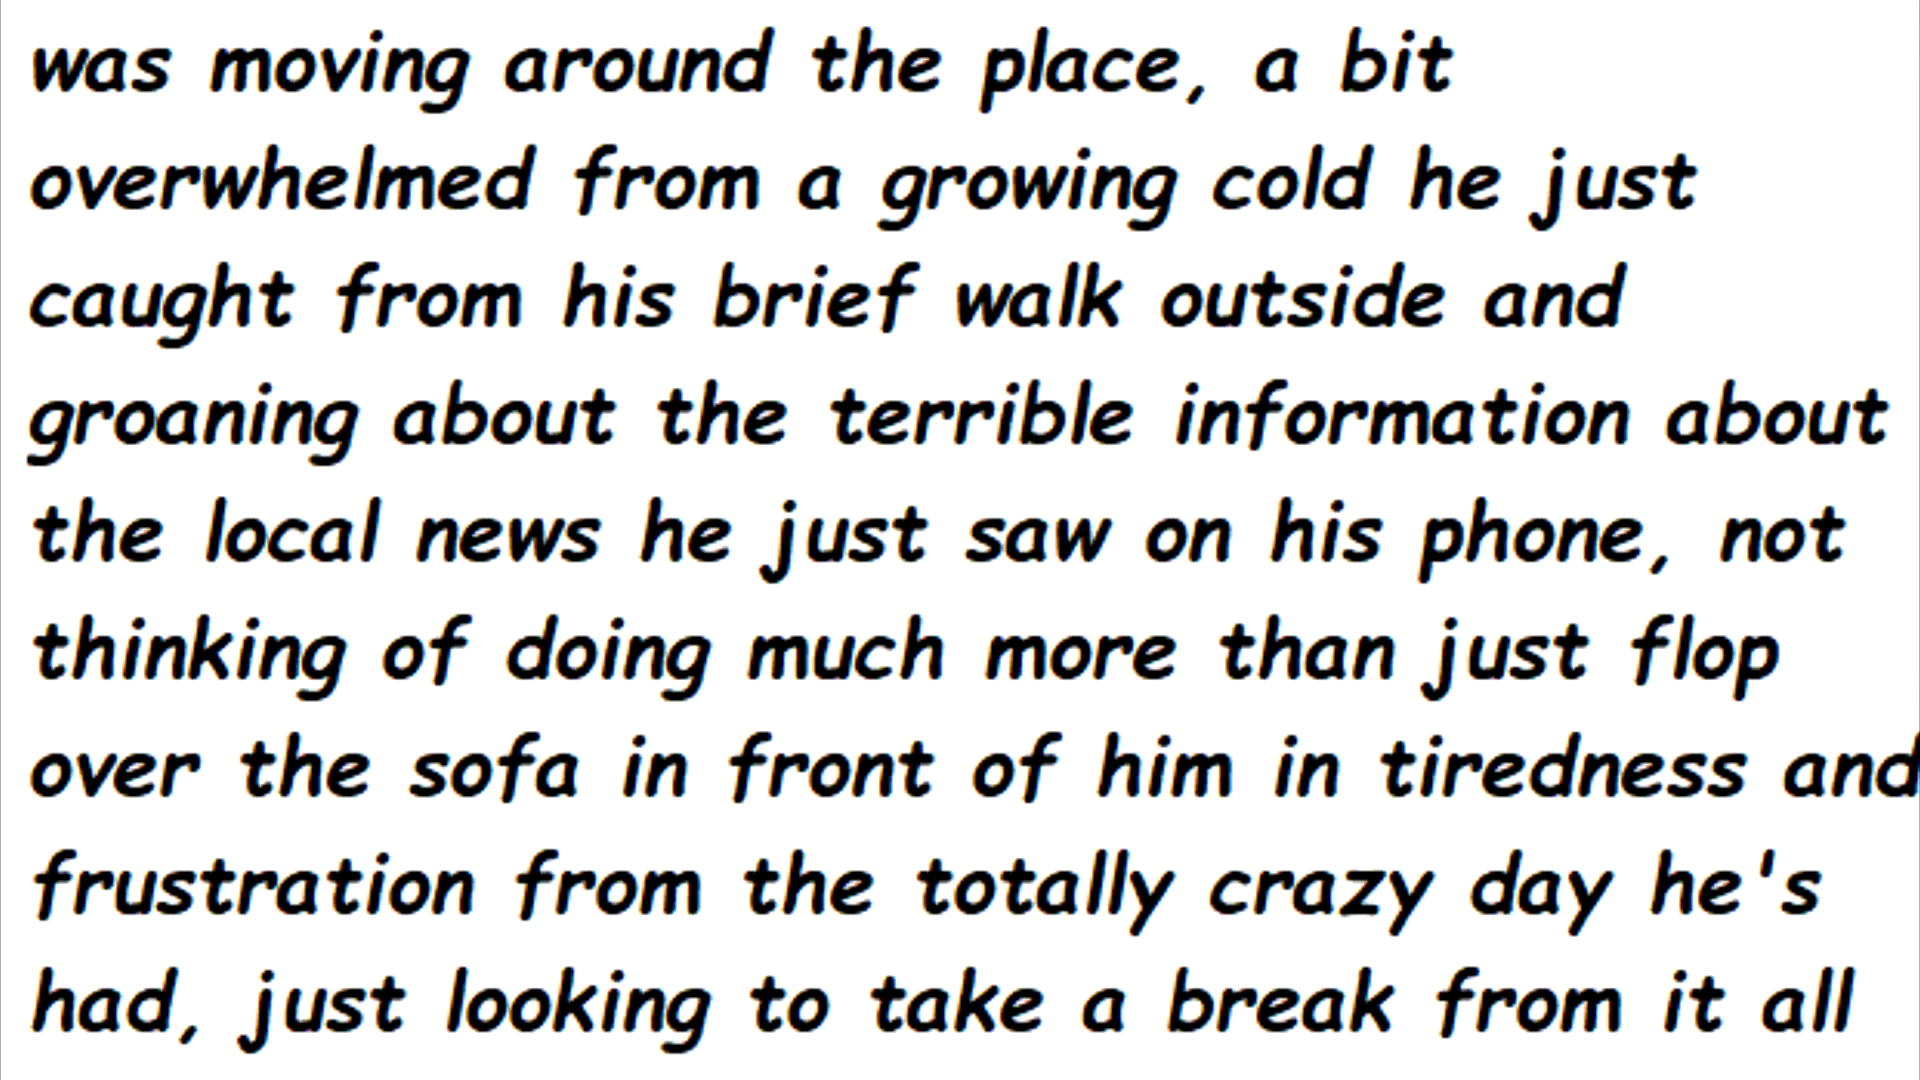 was moving around the place, a bit
overwhelmed from a growing cold he just
caught from his brief walk outside and
groaning about the terrible information about
the local news he just saw on his phone, not
thinking of doing much more than just flop
over the sofa in front of him in tiredness and
frustration from the totally crazy day he's
had, just looking to take a break from it all